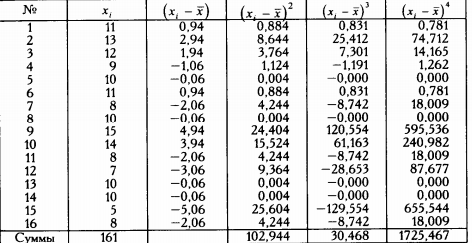 № xᵢ (xᵢ − x̄) (xᵢ − x̄)² (xᵢ − x̄)³ (xᵢ − x̄)⁴
1 11 0,94 0,884 0,831 0,781
2 13 2,94 8,644 25,412 74,712
3 12 1,94 3,764 7,301 14,165
4 9 −1,06 1,124 −1,191 1,262
5 10 −0,06 0,004 −0,000 0,000
6 11 0,94 0,884 0,831 0,781
7 8 −2,06 4,244 −8,742 18,009
8 10 −0,06 0,004 −0.000 0.000
9 15 4,94 24,404 120,554 595,536
10 14 3,94 15,524 61,163 240,982
11 8 −2,06 4,244 −8,742 18,009
12 7 −3,06 9,364 −28,653 87,677
13 10 −0,06 0,004 −0,000 0,000
14 10 −0,06 0,004 −0,000 0,000
15 5 −5,06 25,604 −129,554 655,544
16 8 −2,06 4,244 −8,742 18,009
Суммы 161 102,944 30,468 1725,467